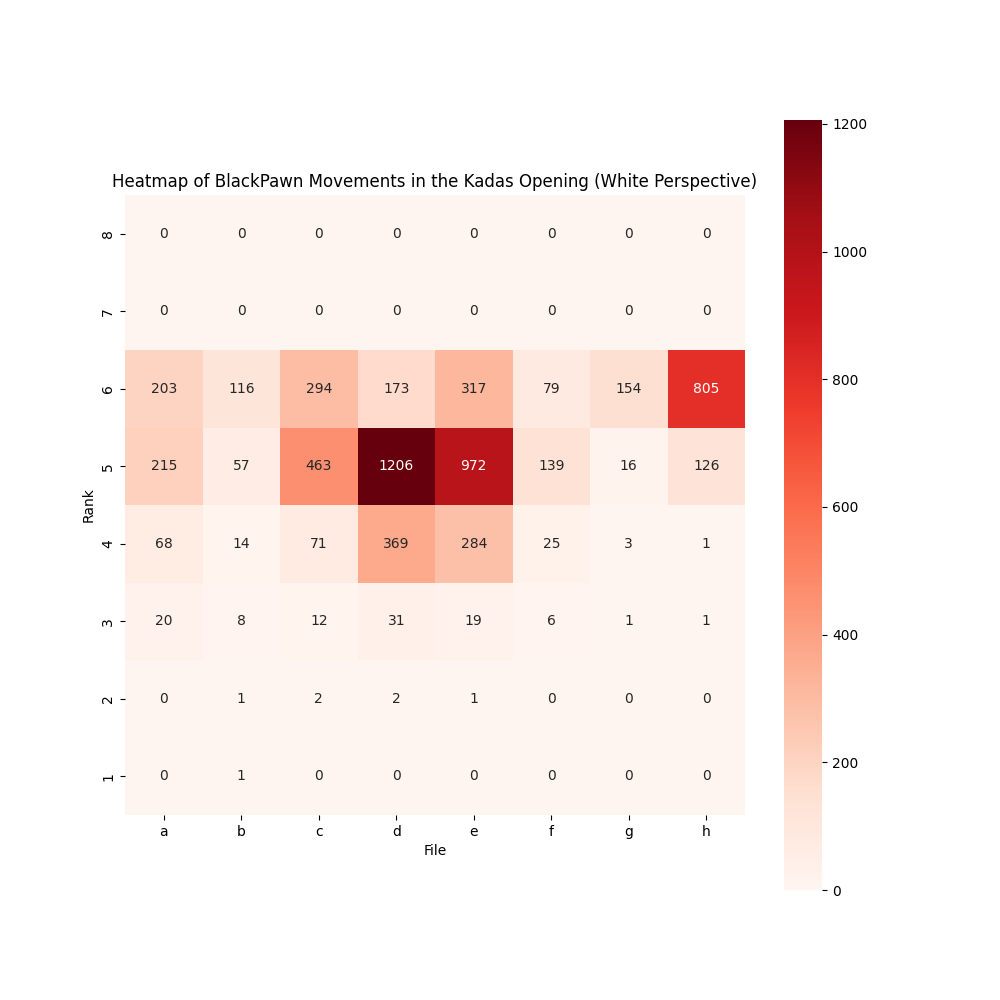 Heatmap of BlackPawn Movements in the Kadas Opening (White Perspective)
8 0 0 0 0 0 0 0 0
7 0 0 0 0 0 0 0 0
6 203 116 294 173 317 79 154 805
5 215 57 463 1206 972 139 16 126
4 68 14 71 369 284 25 3 1
3 20 8 12 31 19 6 1 1
2 0 1 2 2 1 0 0 0
1 0 1 0 0 0 0 0 0
a b c d e f g h
File
Rank
1200
1000
800
600
400
200
0